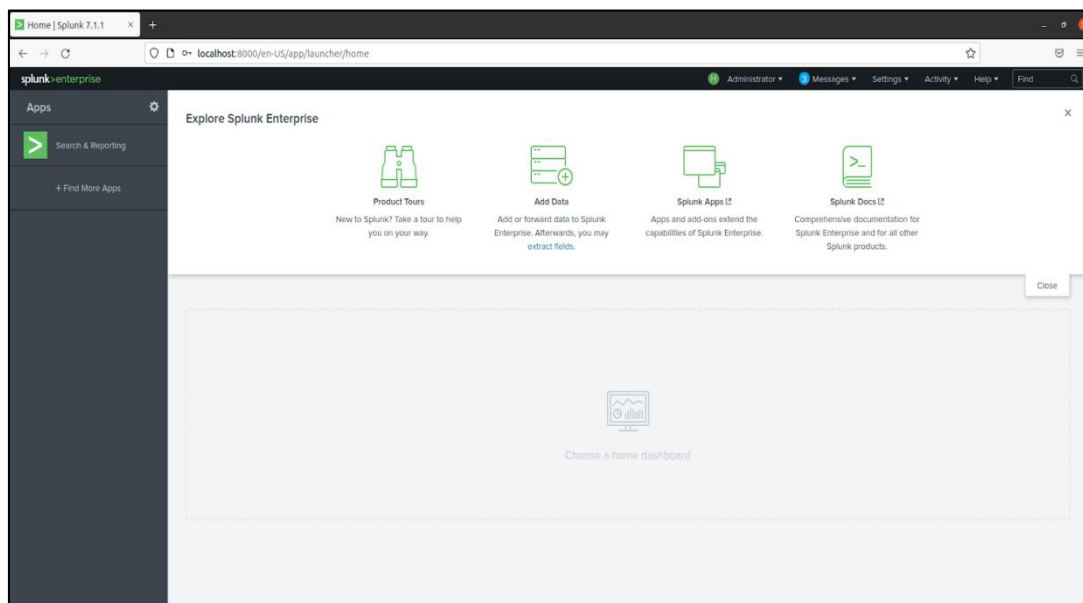 Home | Splunk 7.1.1
localhost:8000/en-US/app/launcher/home
splunk>enterprise
H Administrator 3 Messages Settings Activity Help Find
Apps
Search & Reporting
+ Find More Apps
Explore Splunk Enterprise
Product Tours
New to Splunk? Take a tour to help
you on your way.
Add Data
Add or forward data to Splunk
Enterprise. Afterwards, you may
extract fields.
Splunk Apps
Apps and add-ons extend the
capabilities of Splunk Enterprise.
Splunk Docs
Comprehensive documentation for
Splunk Enterprise and for all other
Splunk products.
Close
Choose a home dashboard